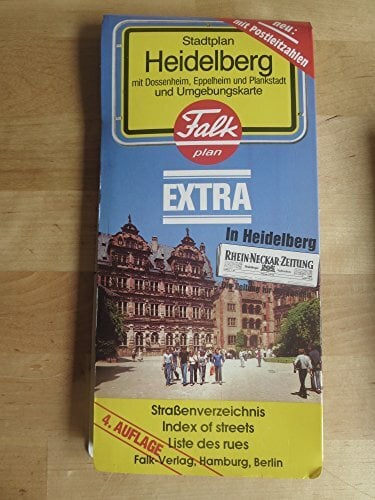 neu:
mit Postleitzahlen
Stadtplan
Heidelberg
mit Dossenheim, Eppelheim und Plankstadt
und Umgebungskarte
Falk
plan
EXTRA
In Heidelberg
RHEIN-NECKAR-ZEITUNG
Straßenverzeichnis
Index of streets
Liste des rues
4. AUFLAGE
Falk-Verlag, Hamburg, Berlin